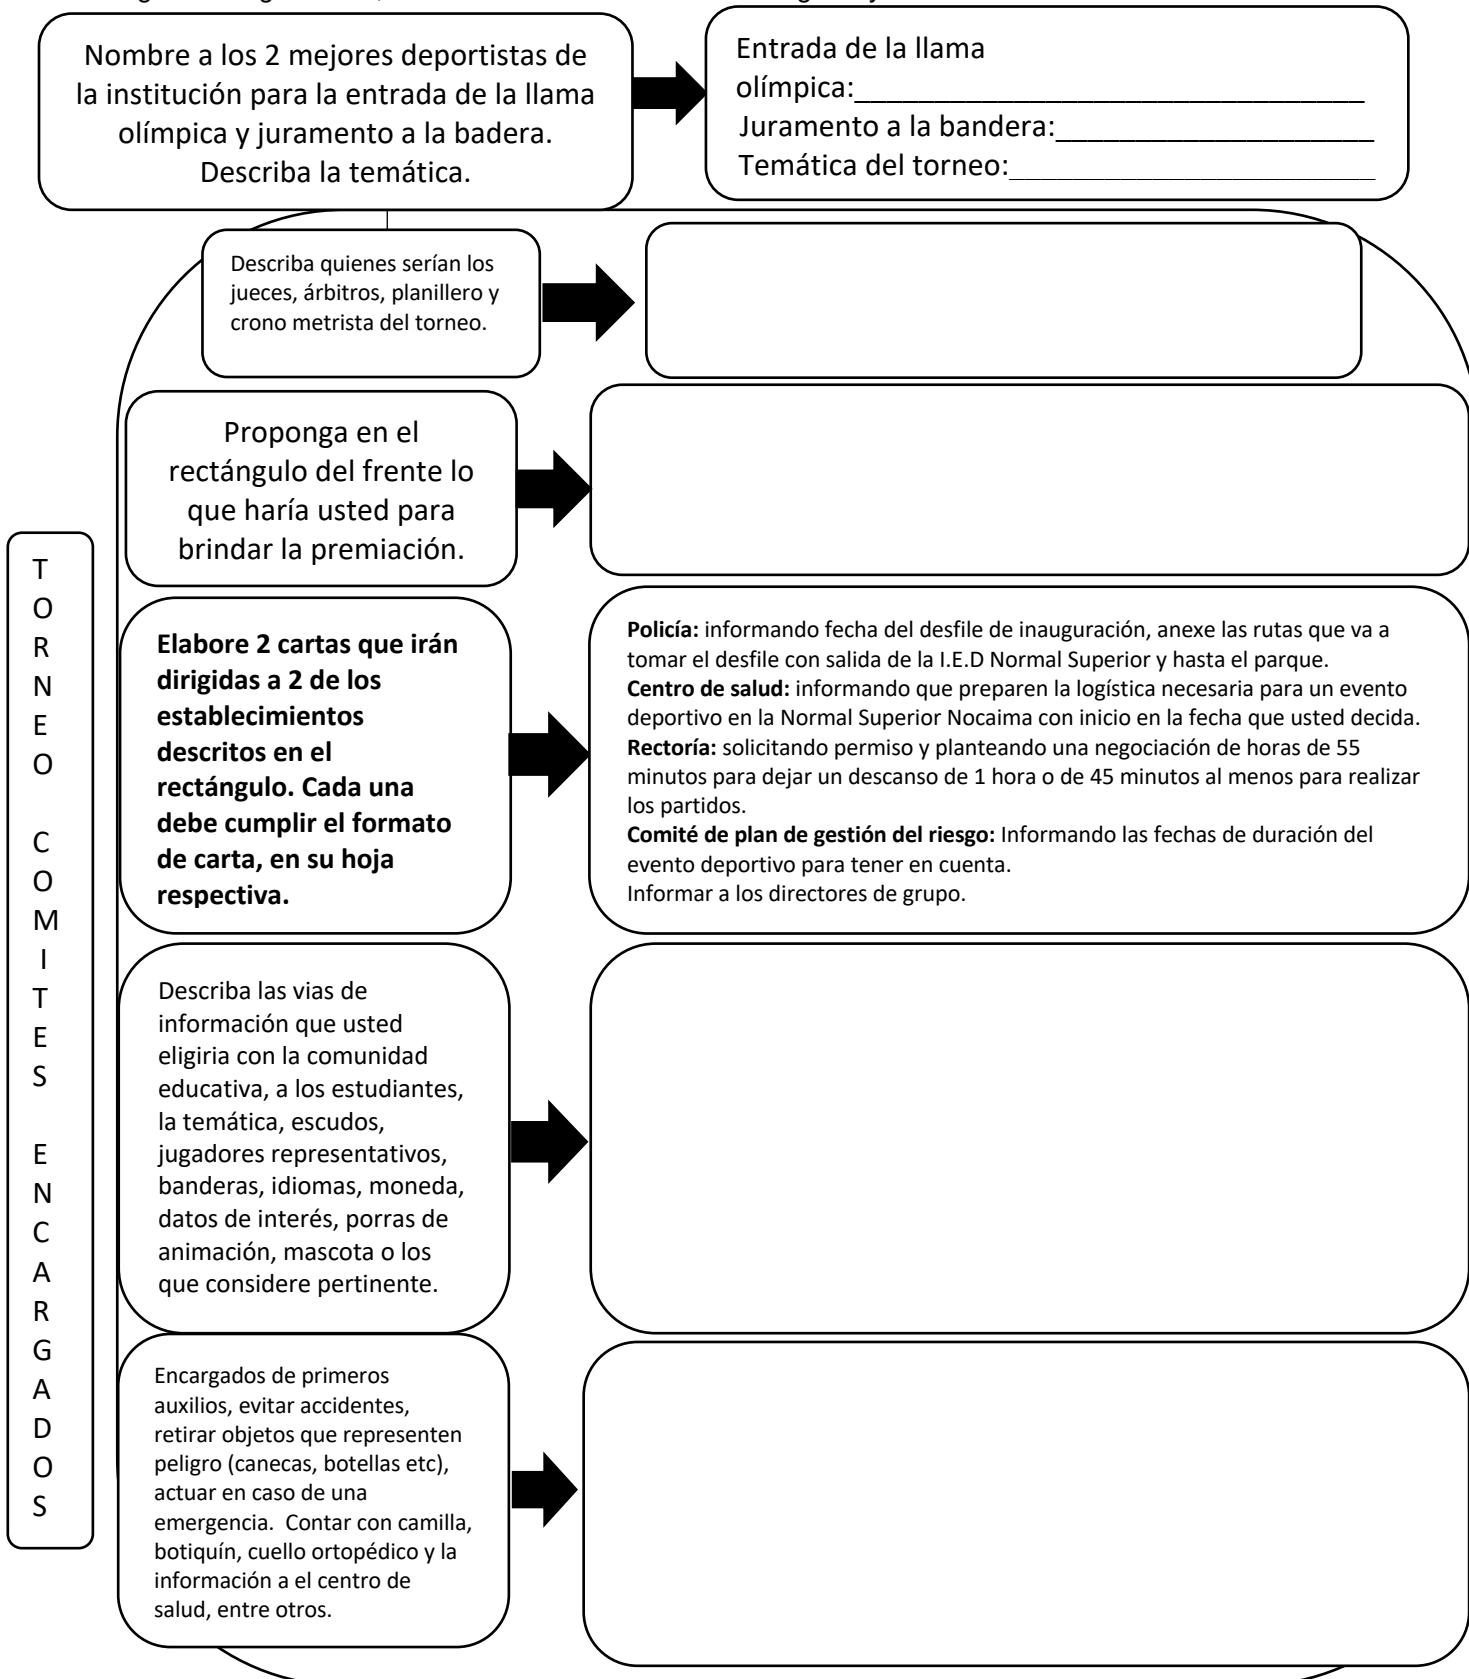 Nombre a los 2 mejores deportistas de
la institución para la entrada de la llama
olímpica y juramento a la badera.
Describa la temática.
Entrada de la llama
olímpica:________________________________
Juramento a la bandera:____________________
Temática del torneo:_______________________
Describa quienes serían los
jueces, árbitros, planillero y
crono metrista del torneo.
Proponga en el
rectángulo del frente lo
que haría usted para
brindar la premiación.
TORNEO COMITES ENCARGADOS
Elabore 2 cartas que irán
dirigidas a 2 de los
establecimientos
descritos en el
rectángulo. Cada una
debe cumplir el formato
de carta, en su hoja
respectiva.
Policía: informando fecha del desfile de inauguración, anexe las rutas que va a
tomar el desfile con salida de la I.E.D Normal Superior y hasta el parque.
Centro de salud: informando que preparen la logística necesaria para un evento
deportivo en la Normal Superior Nocaima con inicio en la fecha que usted decida.
Rectoría: solicitando permiso y planteando una negociación de horas de 55
minutos para dejar un descanso de 1 hora o de 45 minutos al menos para realizar
los partidos.
Comité de plan de gestión del riesgo: Informando las fechas de duración del
evento deportivo para tener en cuenta.
Informar a los directores de grupo.
Describa las vias de
información que usted
eligiria con la comunidad
educativa, a los estudiantes,
la temática, escudos,
jugadores representativos,
banderas, idiomas, moneda,
datos de interés, porras de
animación, mascota o los
que considere pertinente.
Encargados de primeros
auxilios, evitar accidentes,
retirar objetos que representen
peligro (canecas, botellas etc),
actuar en caso de una
emergencia.  Contar con camilla,
botiquín, cuello ortopédico y la
información a el centro de
salud, entre otros.